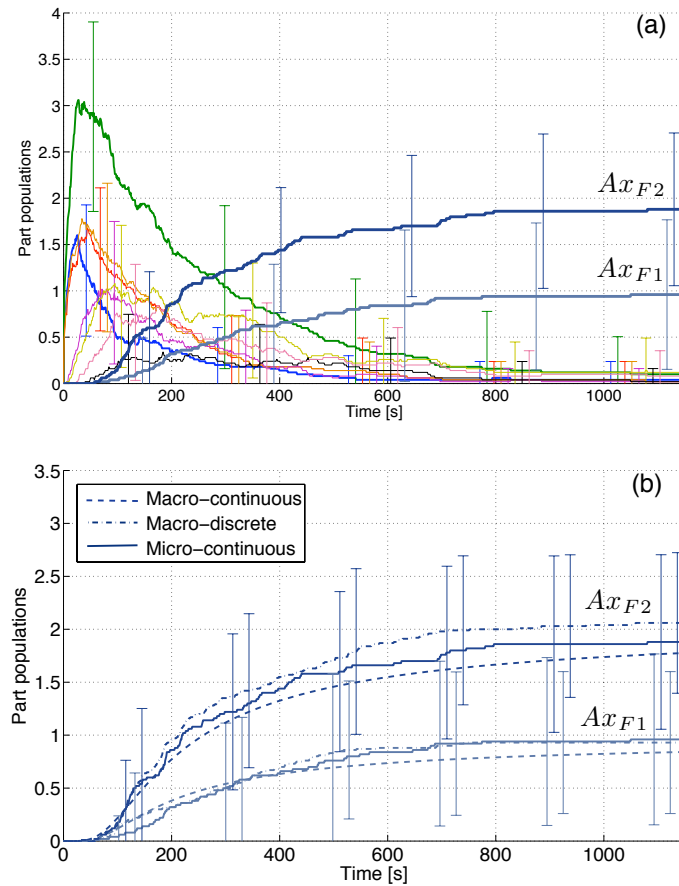 (a)
4
3.5
3
2.5
2
1.5
1
0.5
0
Part populations
Ax_{F2}
Ax_{F1}
0 200 400 600 800 1000
Time [s]
(b)
3.5
3
2.5
2
1.5
1
0.5
0
Part populations
Macro−continuous
Macro−discrete
Micro−continuous
Ax_{F2}
Ax_{F1}
0 200 400 600 800 1000
Time [s]